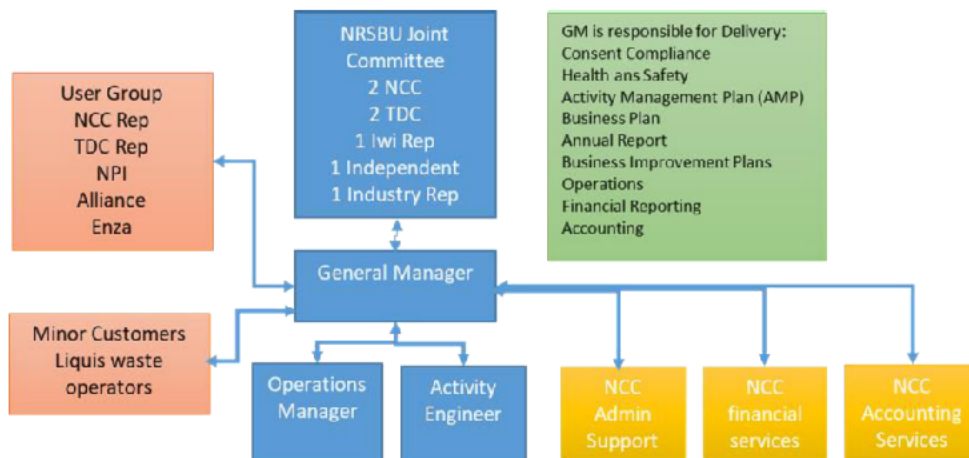 NRSBU Joint
Committee
2 NCC
2 TDC
1 Iwi Rep
1 Independent
1 Industry Rep
GM is responsible for Delivery:
Consent Compliance
Health ans Safety
Activity Management Plan (AMP)
Business Plan
Annual Report
Business Improvement Plans
Operations
Financial Reporting
Accounting
User Group
NCC Rep
TDC Rep
NPI
Alliance
Enza
General Manager
Minor Customers
Liquis waste
operators
Operations
Manager
Activity
Engineer
NCC
Admin
Support
NCC
financial
services
NCC
Accounting
Services